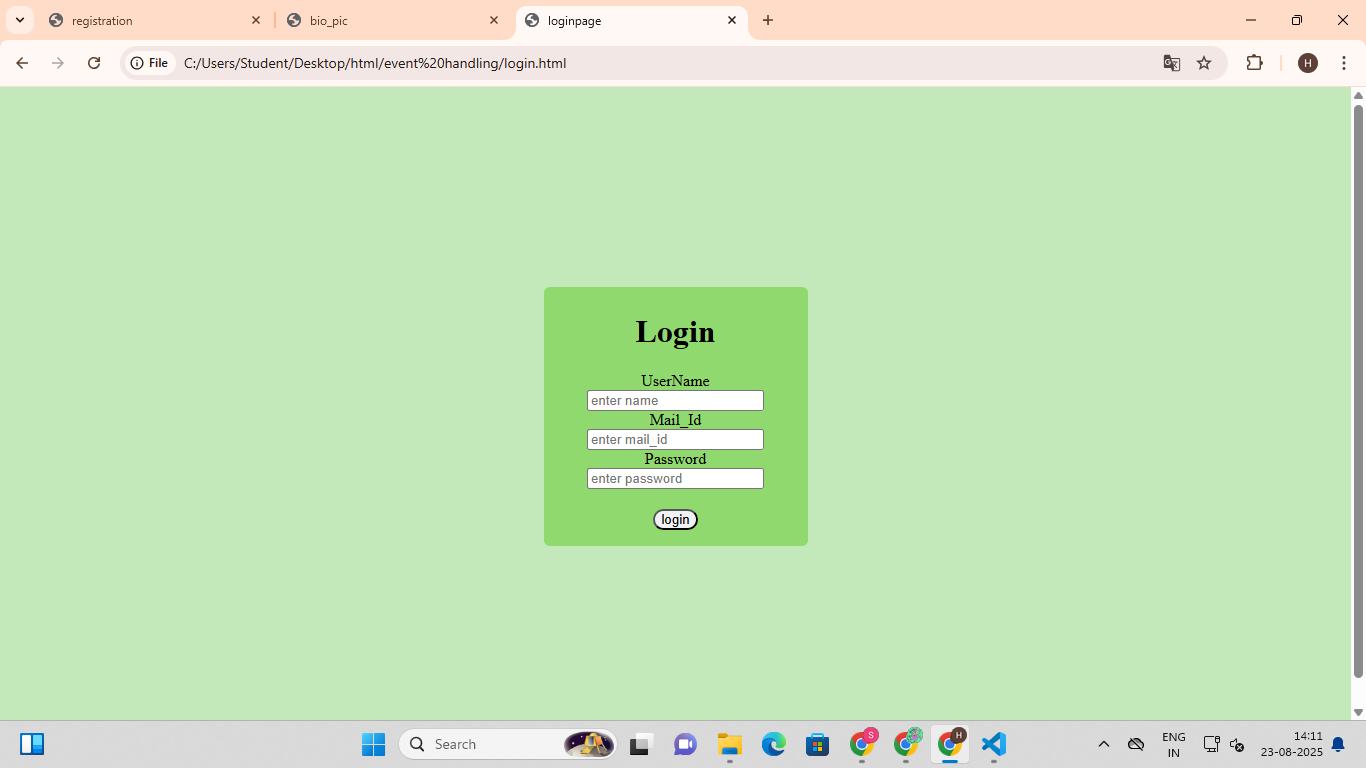 registration
bio_pic
loginpage
File
C:/Users/Student/Desktop/html/event%20handling/login.html
H
Login
UserName
enter name
Mail_Id
enter mail_id
Password
enter password
login
Search
S
H
ENG
IN
14:11
23-08-2025